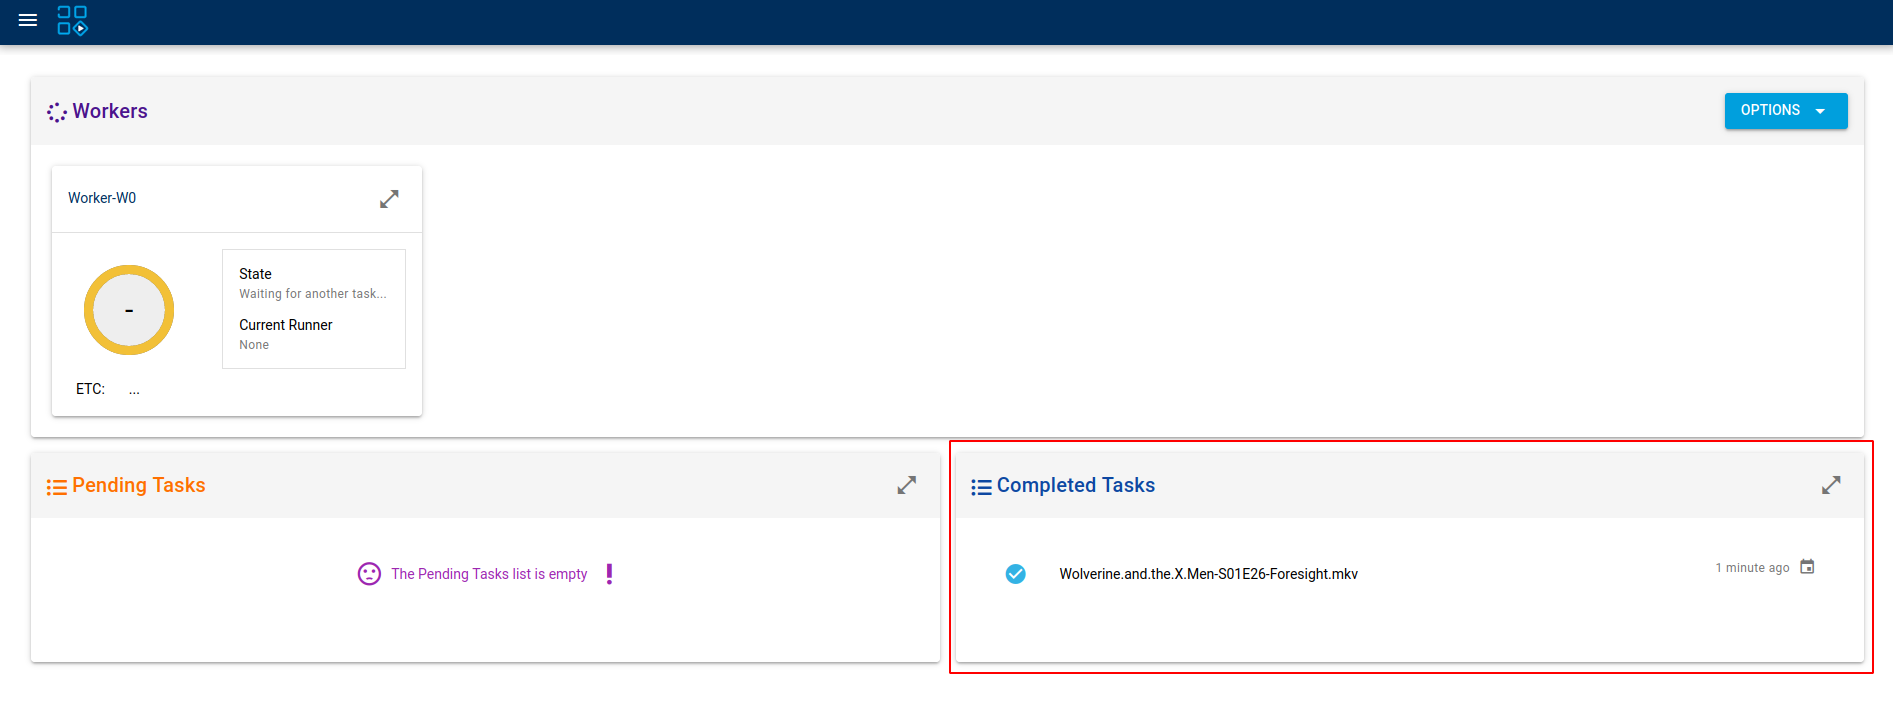 Workers
OPTIONS
Worker-W0
-
State
Waiting for another task...
Current Runner
None
ETC: ...
Pending Tasks
The Pending Tasks list is empty
Completed Tasks
Wolverine.and.the.X.Men-S01E26-Foresight.mkv
1 minute ago